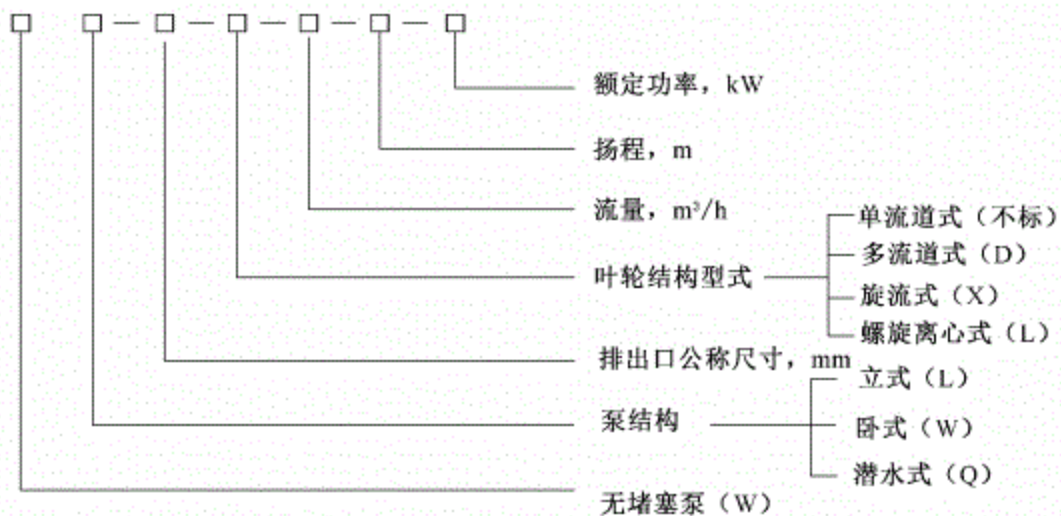 □ □－□－□－□－□－□
额定功率，kW
扬程，m
流量，m³/h
单流道式（不标）
多流道式（D）
叶轮结构型式
旋流式（X）
螺旋离心式（L）
排出口公称尺寸，mm
立式（L）
泵结构
卧式（W）
潜水式（Q）
无堵塞泵（W）